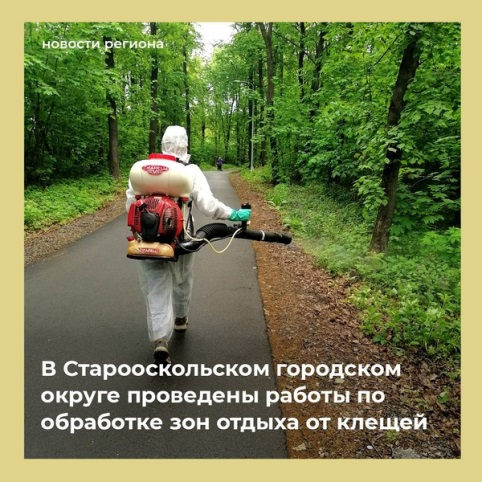 новости региона
В Старооскольском городском
округе проведены работы по
обработке зон отдыха от клещей